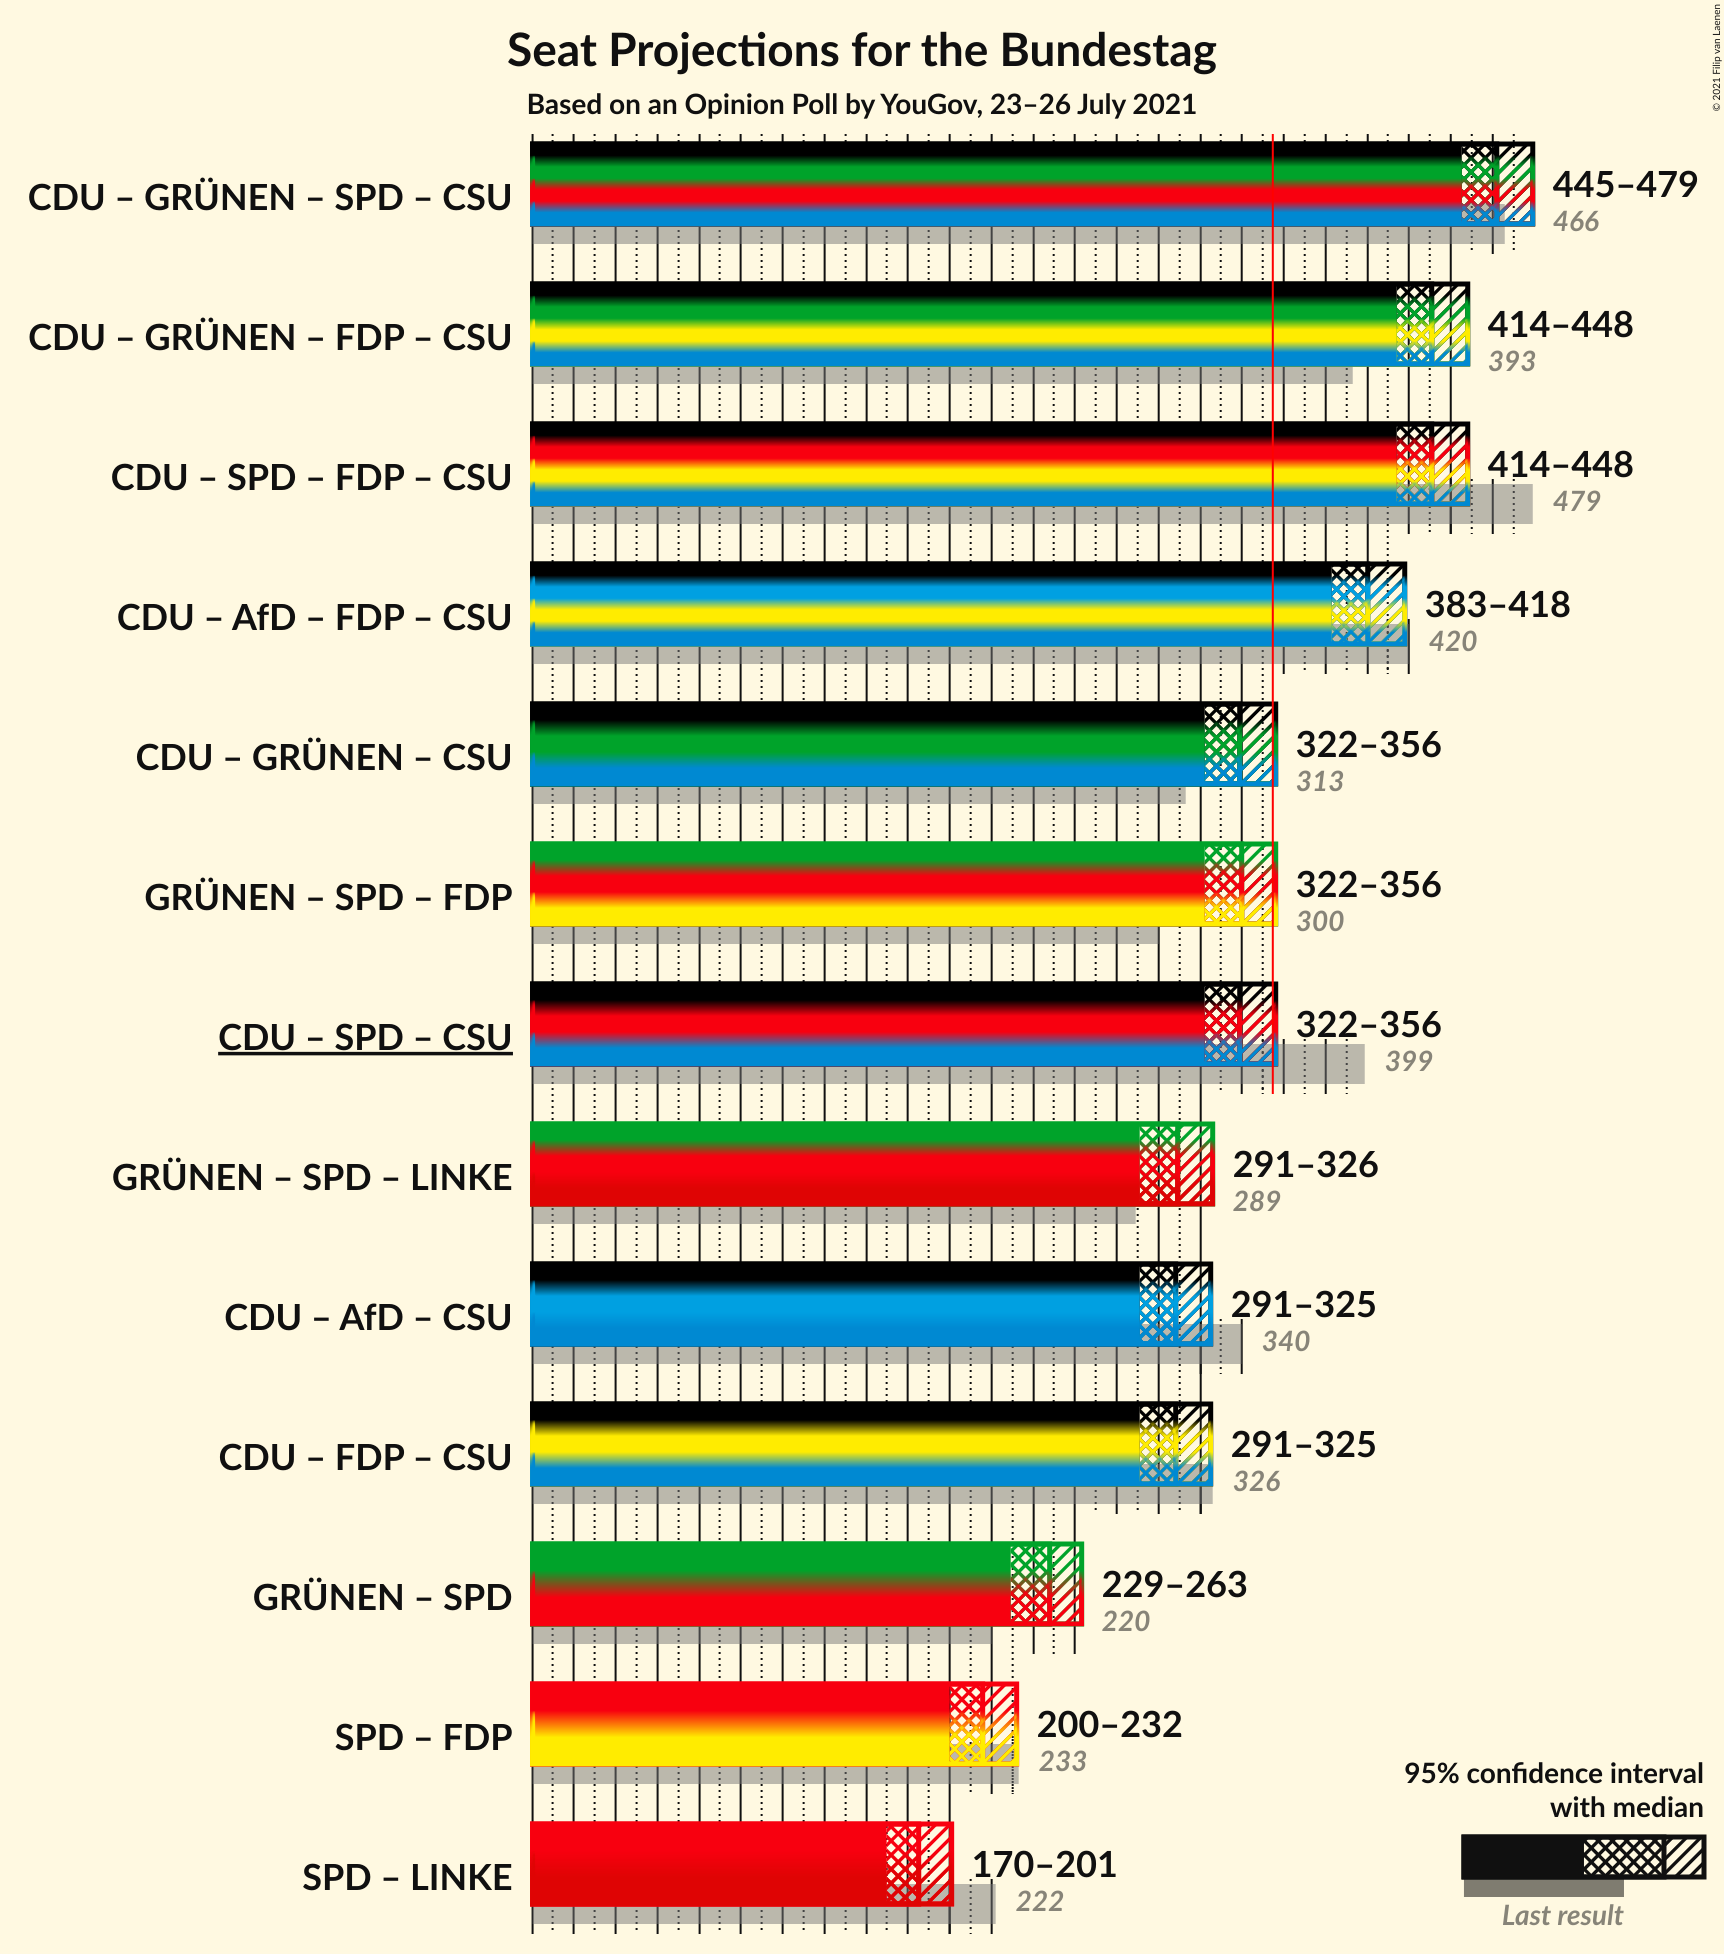 Seat Projections for the Bundestag
Based on an Opinion Poll by YouGov, 23–26 July 2021
© 2021 Filip van Laenen
CDU – GRÜNEN – SPD – CSU
445–479
466
CDU – GRÜNEN – FDP – CSU
414–448
393
CDU – SPD – FDP – CSU
414–448
479
CDU – AfD – FDP – CSU
383–418
420
CDU – GRÜNEN – CSU
322–356
313
GRÜNEN – SPD – FDP
322–356
300
CDU – SPD – CSU
322–356
399
GRÜNEN – SPD – LINKE
291–326
289
CDU – AfD – CSU
291–325
340
CDU – FDP – CSU
291–325
326
GRÜNEN – SPD
229–263
220
SPD – FDP
200–232
233
SPD – LINKE
170–201
222
95% confidence interval
with median
Last result